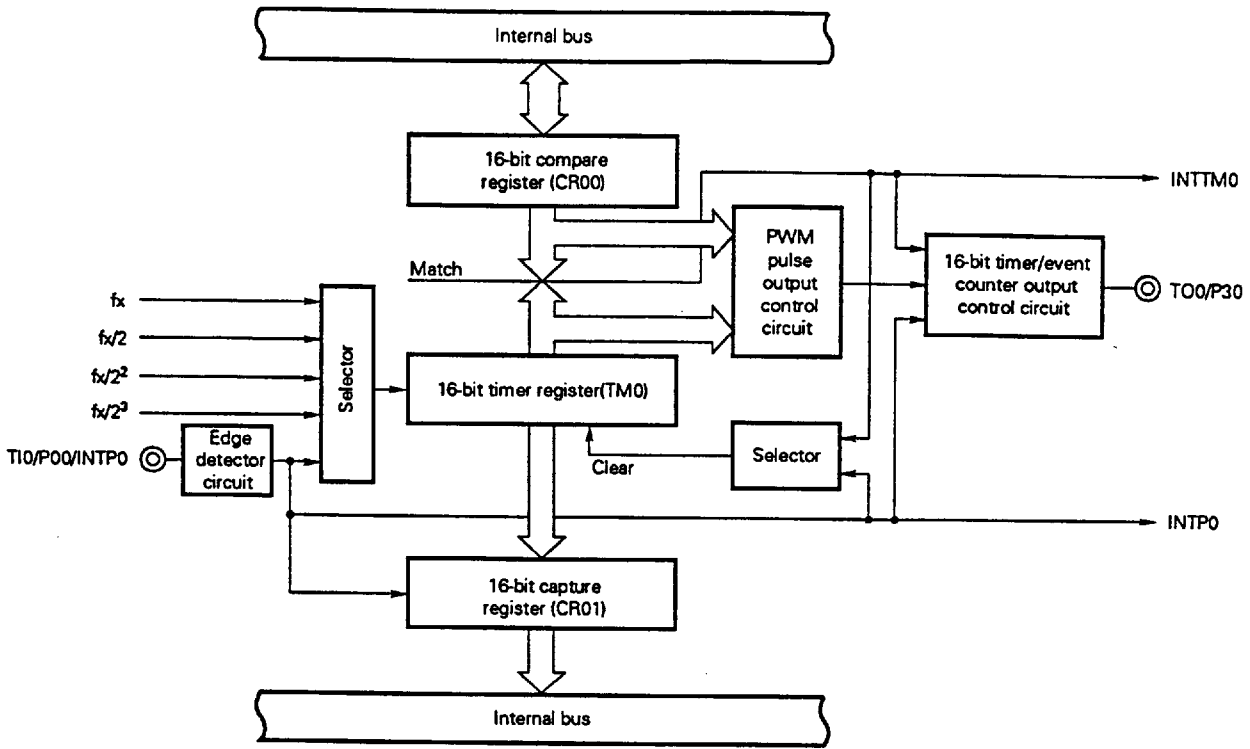 Internal bus
16-bit compare
register (CR00)
INTTM0
PWM
pulse
output
control
circuit
Match
16-bit timer/event
counter output
control circuit
TO0/P30
fx
fx/2
fx/2²
fx/2³
Selector
16-bit timer register(TM0)
TI0/P00/INTP0
Edge
detector
circuit
Clear
Selector
INTP0
16-bit capture
register (CR01)
Internal bus